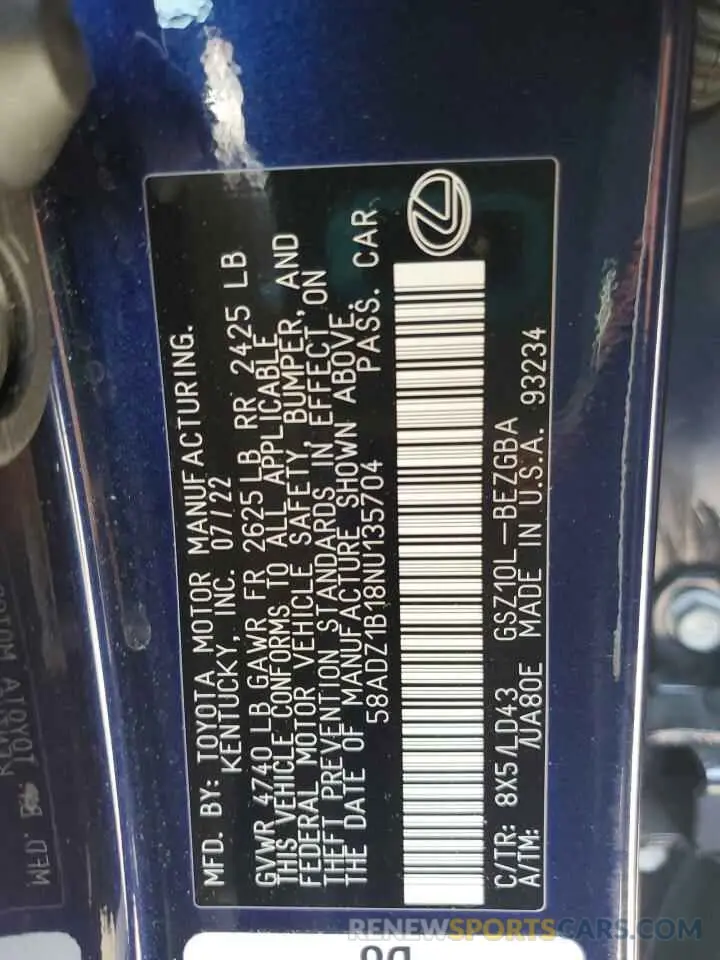 MFD. BY: TOYOTA MOTOR MANUFACTURING.
KENTUCKY, INC. 07/22
GVWR 4740 LB GAWR FR 2625 LB RR 2425 LB
THIS VEHICLE CONFORMS TO ALL APPLICABLE
FEDERAL MOTOR VEHICLE SAFETY, BUMPER, AND
THEFT PREVENTION STANDARDS IN EFFECT ON
THE DATE OF MANUFACTURE SHOWN ABOVE.
58ADZ1B18NU135704 PASS. CAR
C/TR: 8X5/LD43 GSZ10L-BEZGBA
A/TM: /UA80E MADE IN U.S.A. 93234
RENEWSPORTSCARS.COM